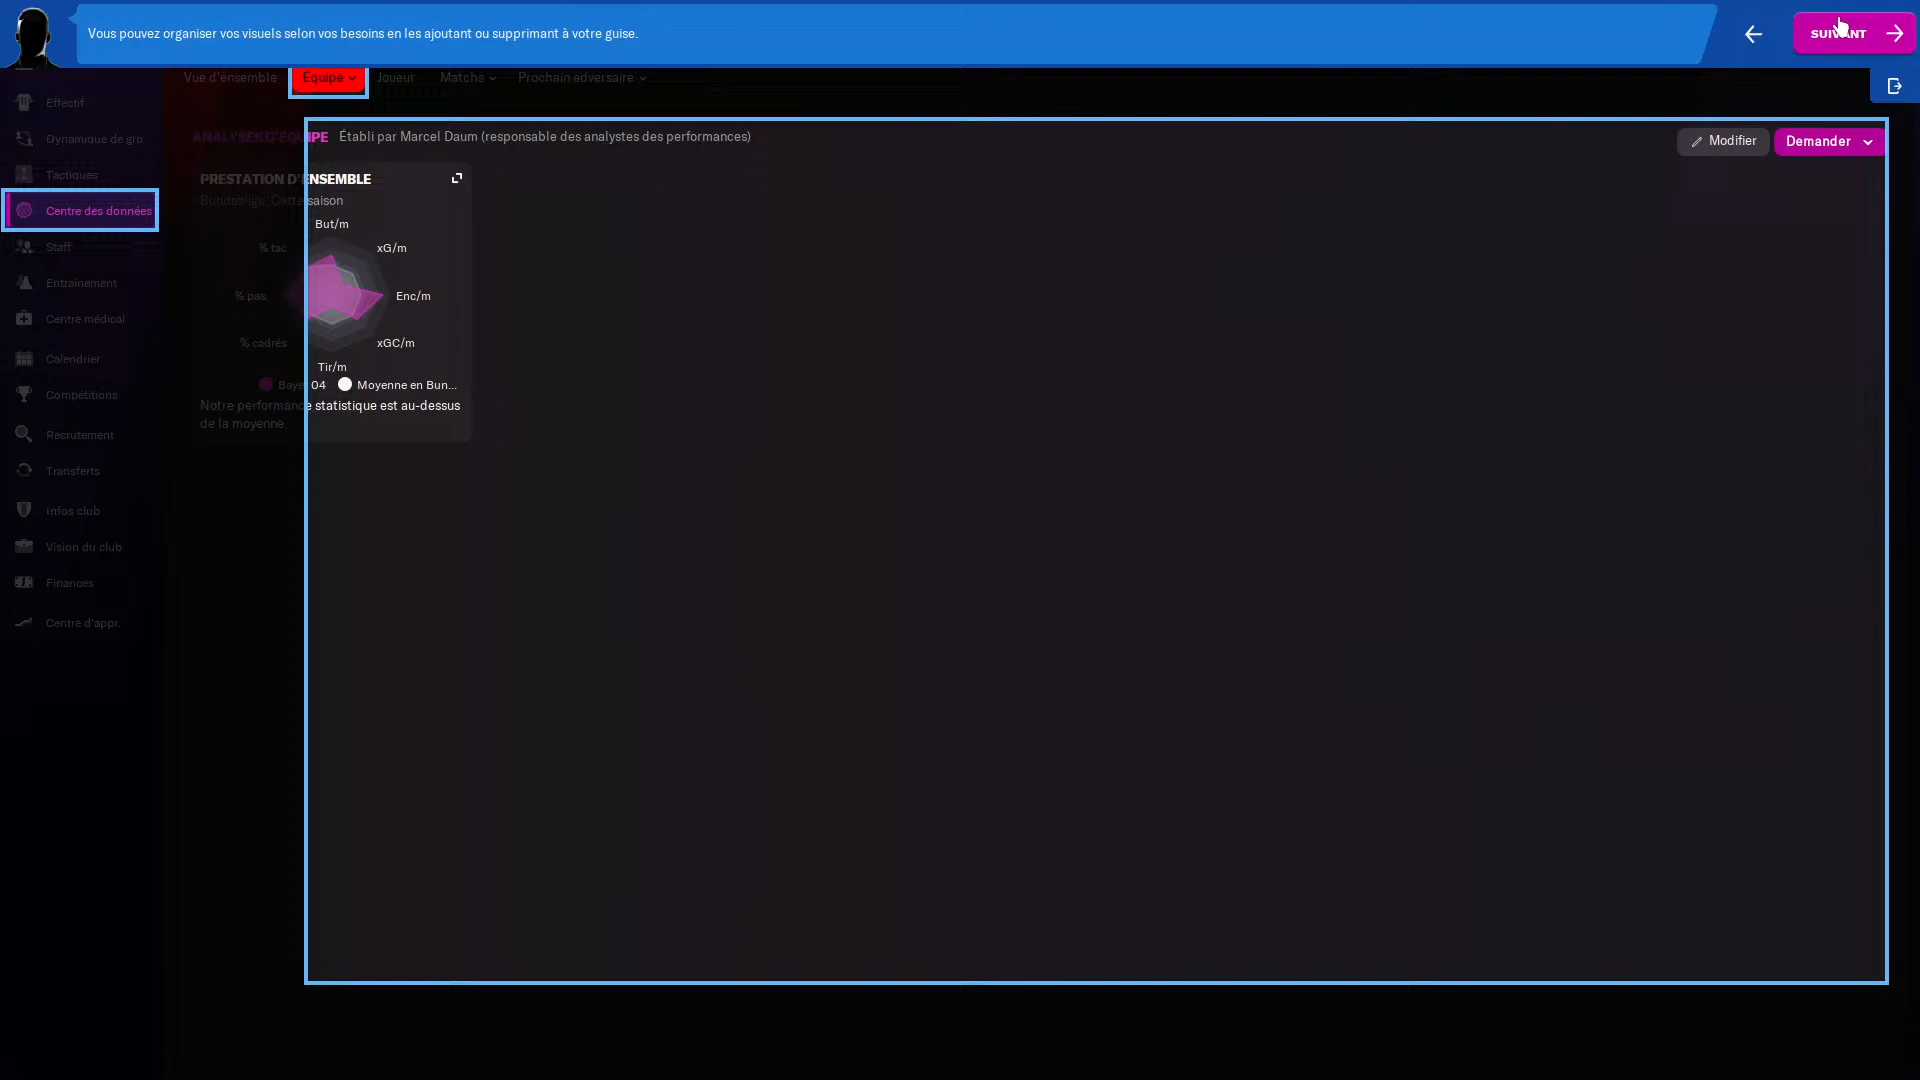 Vous pouvez organiser vos visuels selon vos besoins en les ajoutant ou supprimant à votre guise.
SUIVANT
Vue d'ensemble
Équipe
Joueur
Matchs
Prochain adversaire
Effectif
Dynamique de grp
Tactiques
Centre des données
Staff
Entraînement
Centre médical
Calendrier
Compétitions
Recrutement
Transferts
Infos club
Vision du club
Finances
Centre d'appr.
ANALYSES D'ÉQUIPE Établi par Marcel Daum (responsable des analystes des performances)
Modifier
Demander
PRESTATION D'ENSEMBLE
Bundesliga, Cette saison
But/m
% tac
xG/m
% pas.
Enc/m
% cadrés
xGC/m
Tir/m
Bayer 04
Moyenne en Bun...
Notre performance statistique est au-dessus
de la moyenne.